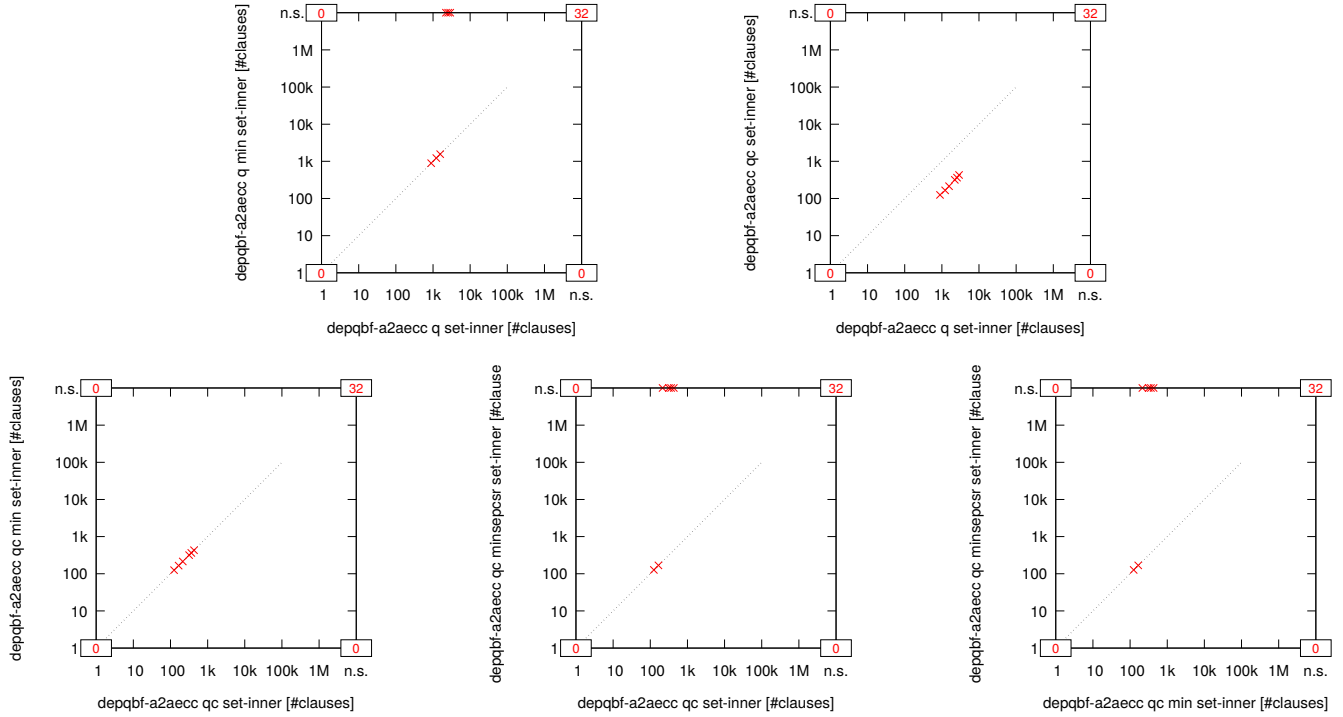 depqbf-a2aecc q min set-inner [#clauses]
n.s. 0 32
1M
100k
10k
1k
100
10
1 0 0
1 10 100 1k 10k 100k 1M n.s.
depqbf-a2aecc q set-inner [#clauses]
depqbf-a2aecc qc set-inner [#clauses]
n.s. 0 32
1M
100k
10k
1k
100
10
1 0 0
1 10 100 1k 10k 100k 1M n.s.
depqbf-a2aecc q set-inner [#clauses]
depqbf-a2aecc qc min set-inner [#clauses]
n.s. 0 32
1M
100k
10k
1k
100
10
1 0 0
1 10 100 1k 10k 100k 1M n.s.
depqbf-a2aecc qc set-inner [#clauses]
depqbf-a2aecc qc minsepcsr set-inner [#clause
n.s. 0 32
1M
100k
10k
1k
100
10
1 0 0
1 10 100 1k 10k 100k 1M n.s.
depqbf-a2aecc qc set-inner [#clauses]
depqbf-a2aecc qc minsepcsr set-inner [#clause
n.s. 0 32
1M
100k
10k
1k
100
10
1 0 0
1 10 100 1k 10k 100k 1M n.s.
depqbf-a2aecc qc min set-inner [#clauses]